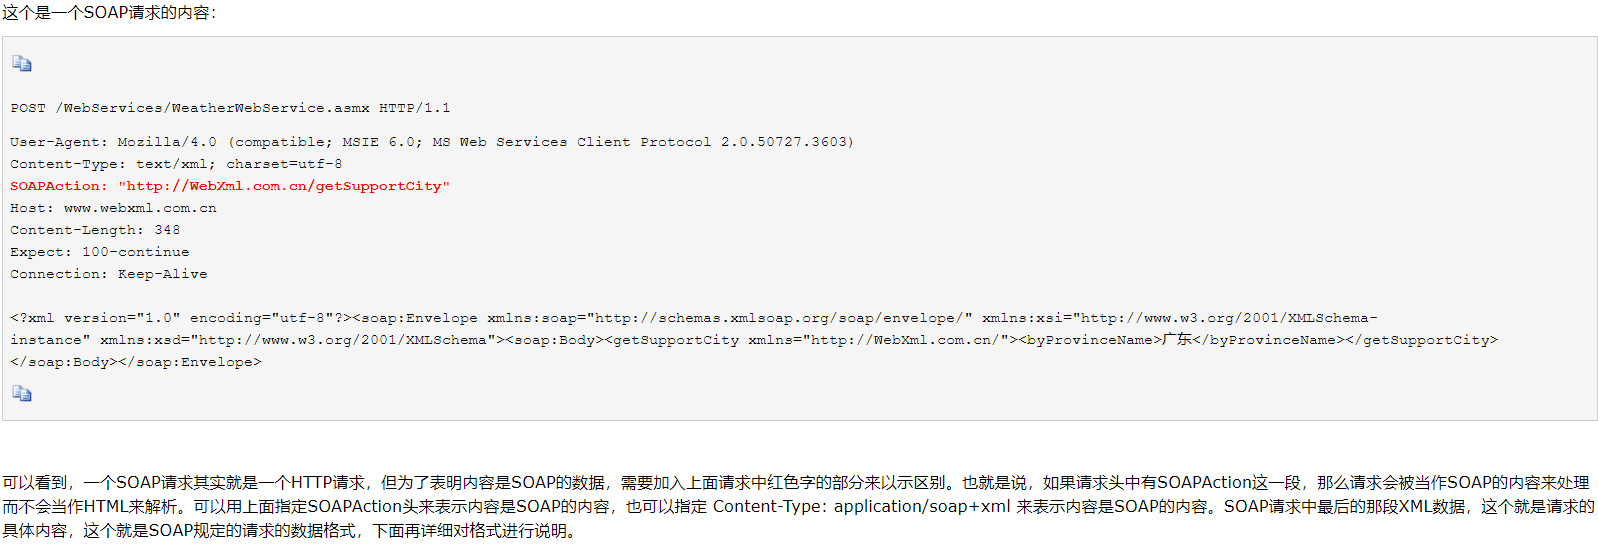 这个是一个SOAP请求的内容：
POST /WebServices/WeatherWebService.asmx HTTP/1.1
User-Agent: Mozilla/4.0 (compatible; MSIE 6.0; MS Web Services Client Protocol 2.0.50727.3603)
Content-Type: text/xml; charset=utf-8
SOAPAction: "http://WebXml.com.cn/getSupportCity"
Host: www.webxml.com.cn
Content-Length: 348
Expect: 100-continue
Connection: Keep-Alive
<?xml version="1.0" encoding="utf-8"?><soap:Envelope xmlns:soap="http://schemas.xmlsoap.org/soap/envelope/" xmlns:xsi="http://www.w3.org/2001/XMLSchema-
instance" xmlns:xsd="http://www.w3.org/2001/XMLSchema"><soap:Body><getSupportCity xmlns="http://WebXml.com.cn/"><byProvinceName>广东</byProvinceName></getSupportCity>
</soap:Body></soap:Envelope>
可以看到，一个SOAP请求其实就是一个HTTP请求，但为了表明内容是SOAP的数据，需要加入上面请求中红色字的部分来以示区别。也就是说，如果请求头中有SOAPAction这一段，那么请求会被当作SOAP的内容来处理
而不会当作HTML来解析。可以用上面指定SOAPAction头来表示内容是SOAP的内容，也可以指定 Content-Type: application/soap+xml 来表示内容是SOAP的内容。SOAP请求中最后的那段XML数据，这个就是请求的
具体内容，这个就是SOAP规定的请求的数据格式，下面再详细对格式进行说明。